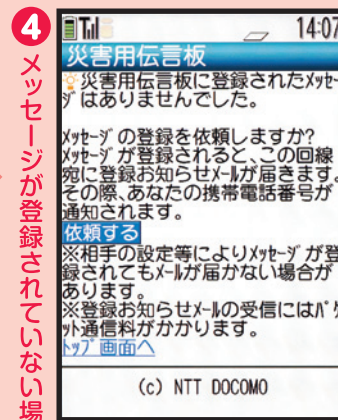 4
メッセージが登録されていない場
14:07
災害用伝言板
災害用伝言板に登録されたﾒｯｾｰ
ｼﾞはありませんでした。
ﾒｯｾｰｼﾞの登録を依頼しますか?
ﾒｯｾｰｼﾞが登録されると、この回線
宛に登録お知らせﾒｰﾙが届きます。
その際、あなたの携帯電話番号が
通知されます。
依頼する
※相手の設定等によりﾒｯｾｰｼﾞが登
録されてもﾒｰﾙが届かない場合が
あります。
※登録お知らせﾒｰﾙの受信にはﾊﾟｹ
ｯﾄ通信料がかかります。
ﾄｯﾌﾟ画面へ
(c) NTT DOCOMO